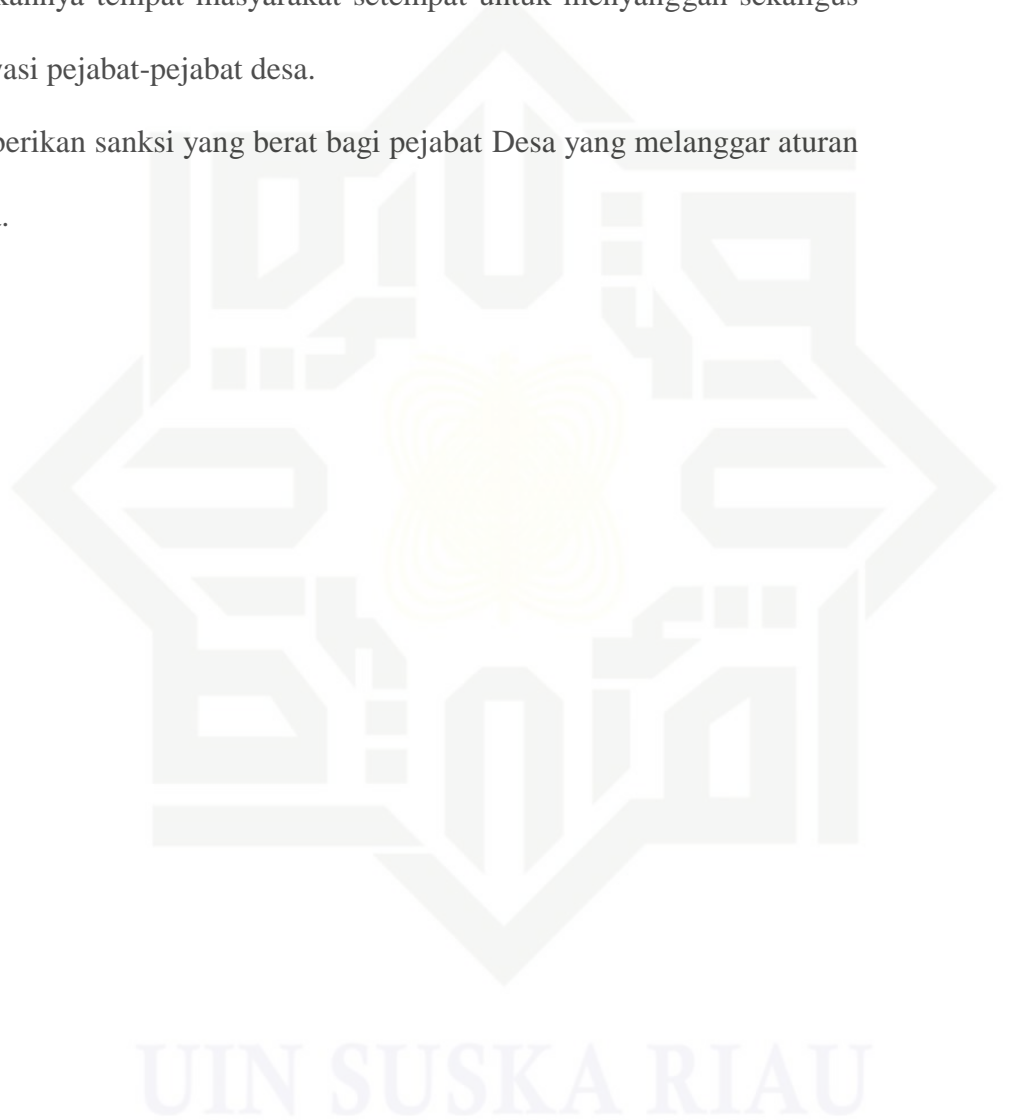 kannya tempat masyarakat setempat untuk menyanggah sekaligus
vasi pejabat-pejabat desa.
berikan sanksi yang berat bagi pejabat Desa yang melanggar aturan
.
UIN SUSKA RIAU